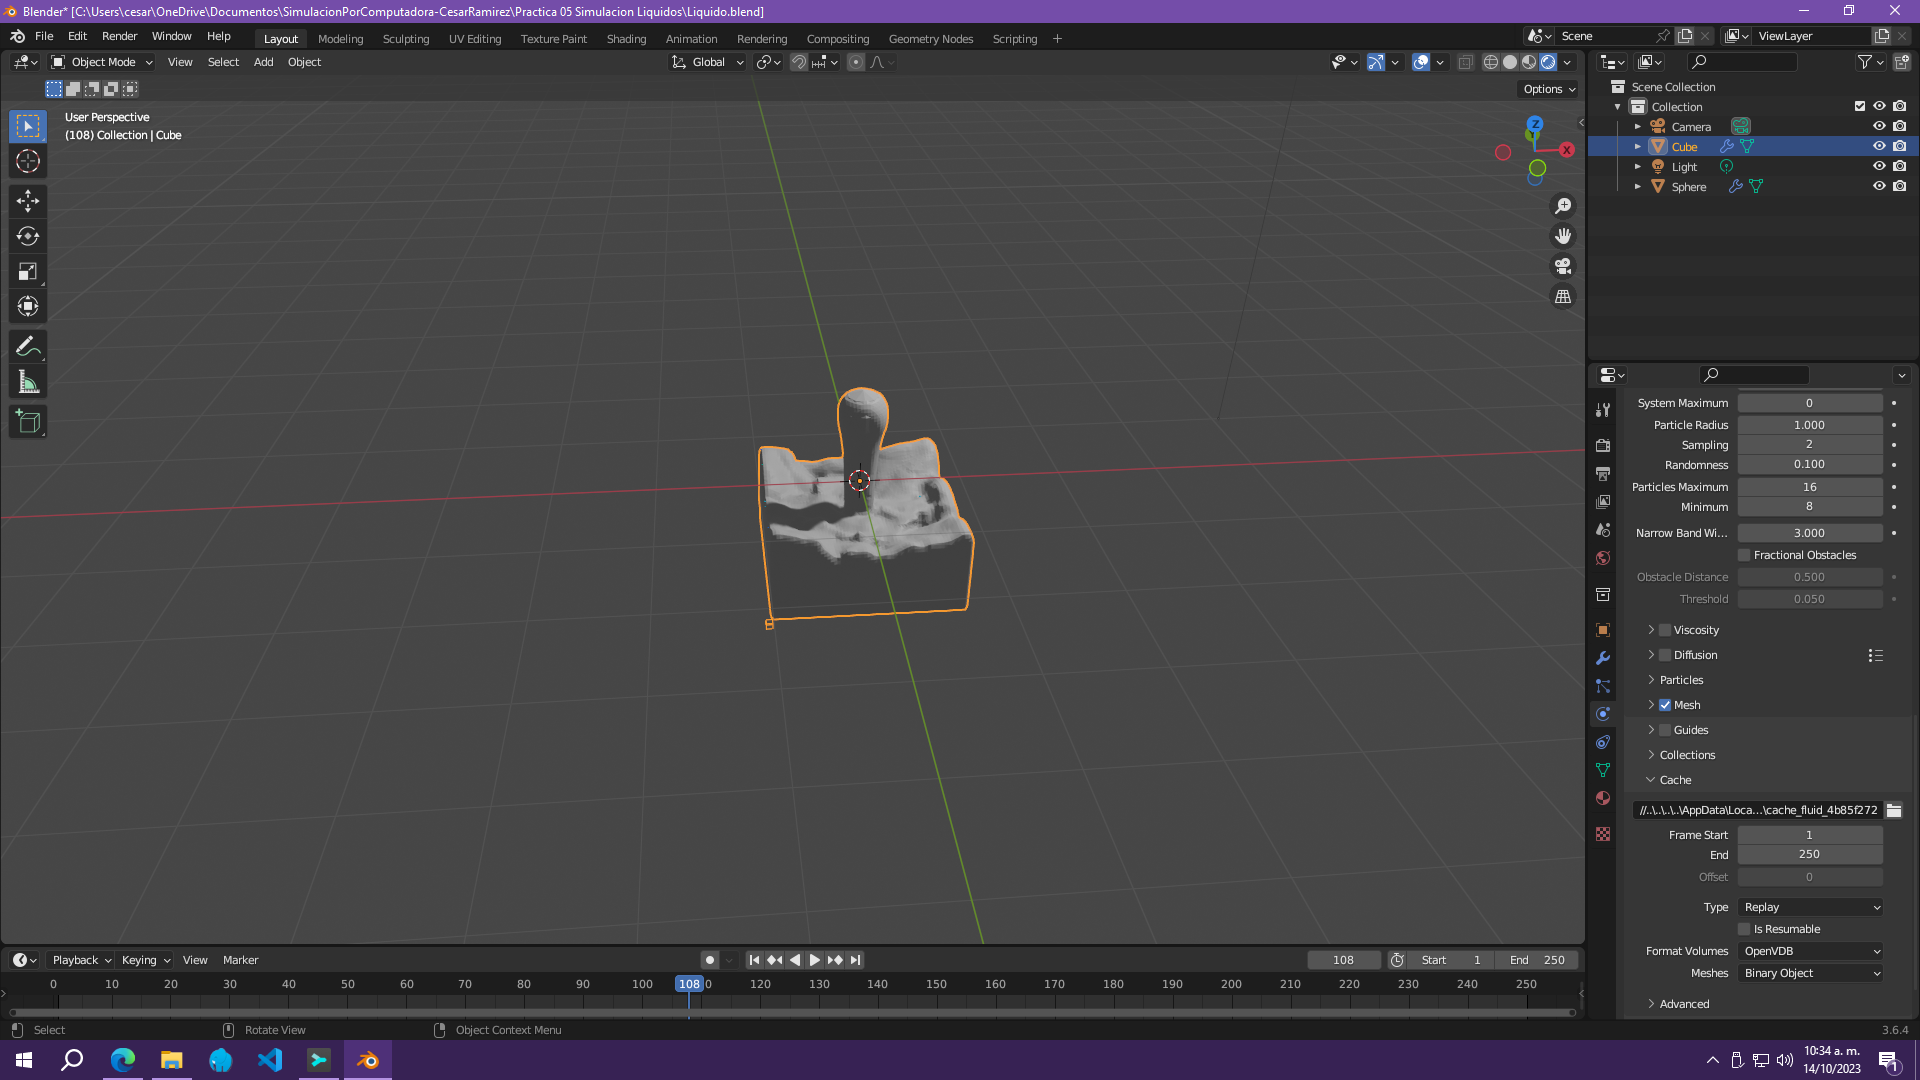 Blender* [C:\Users\cesar\OneDrive\Documentos\SimulacionPorComputadora-CesarRamirez\Practica 05 Simulacion Liquidos\Liquido.blend]
File Edit Render Window Help Layout Modeling Sculpting UV Editing Texture Paint Shading Animation Rendering Compositing Geometry Nodes Scripting + Scene ViewLayer
Object Mode View Select Add Object Global
Options
User Perspective
(108) Collection | Cube
Z
X
Scene Collection
Collection
Camera
Cube
Light
Sphere
System Maximum 0
Particle Radius 1.000
Sampling 2
Randomness 0.100
Particles Maximum 16
Minimum 8
Narrow Band Wi... 3.000
Fractional Obstacles
Obstacle Distance 0.500
Threshold 0.050
Viscosity
Diffusion
Particles
Mesh
Guides
Collections
Cache
//..\..\..\..\AppData\Loca...\cache_fluid_4b85f272
Frame Start 1
End 250
Offset 0
Type Replay
Is Resumable
Format Volumes OpenVDB
Meshes Binary Object
Advanced
Playback Keying View Marker 108 Start 1 End 250
0 10 20 30 40 50 60 70 80 90 100 108 0 120 130 140 150 160 170 180 190 200 210 220 230 240 250
Select Rotate View Object Context Menu 3.6.4
10:34 a. m.
14/10/2023
1